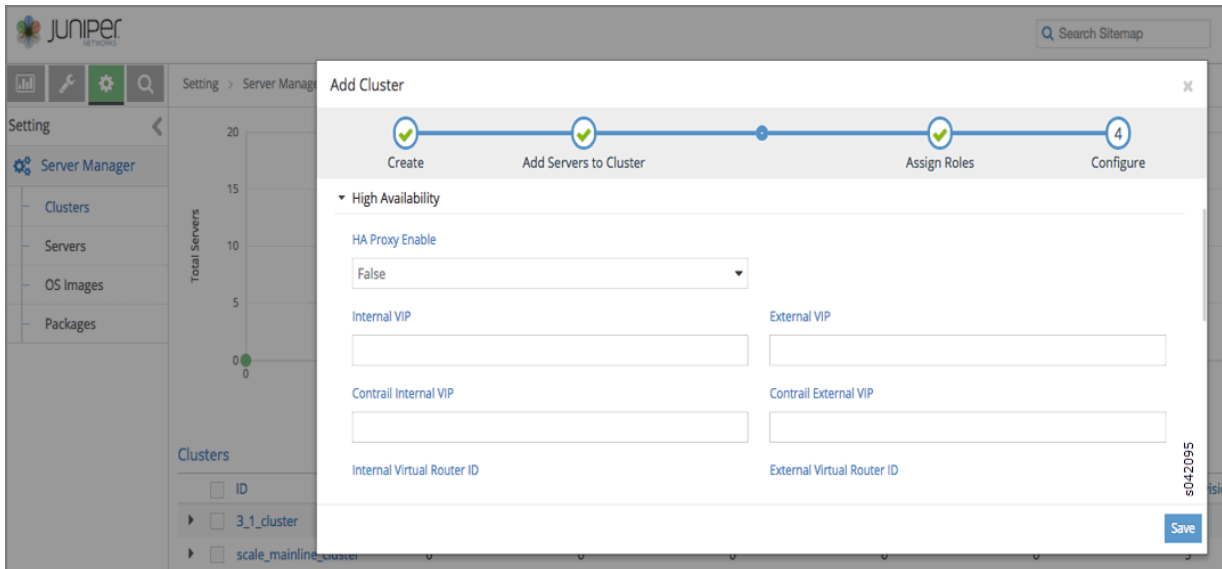 JUNIPER
NETWORKS
Search Sitemap
Setting > Server Manage
Add Cluster
×
Setting
Server Manager
Clusters
Servers
OS Images
Packages
Total Servers
20
15
10
5
0
0
Create
Add Servers to Cluster
Assign Roles
4
Configure
High Availability
HA Proxy Enable
False
Internal VIP
External VIP
Contrail Internal VIP
Contrail External VIP
Internal Virtual Router ID
External Virtual Router ID
s042095
Save
Clusters
ID
3_1_cluster
scale_mainline_cluster